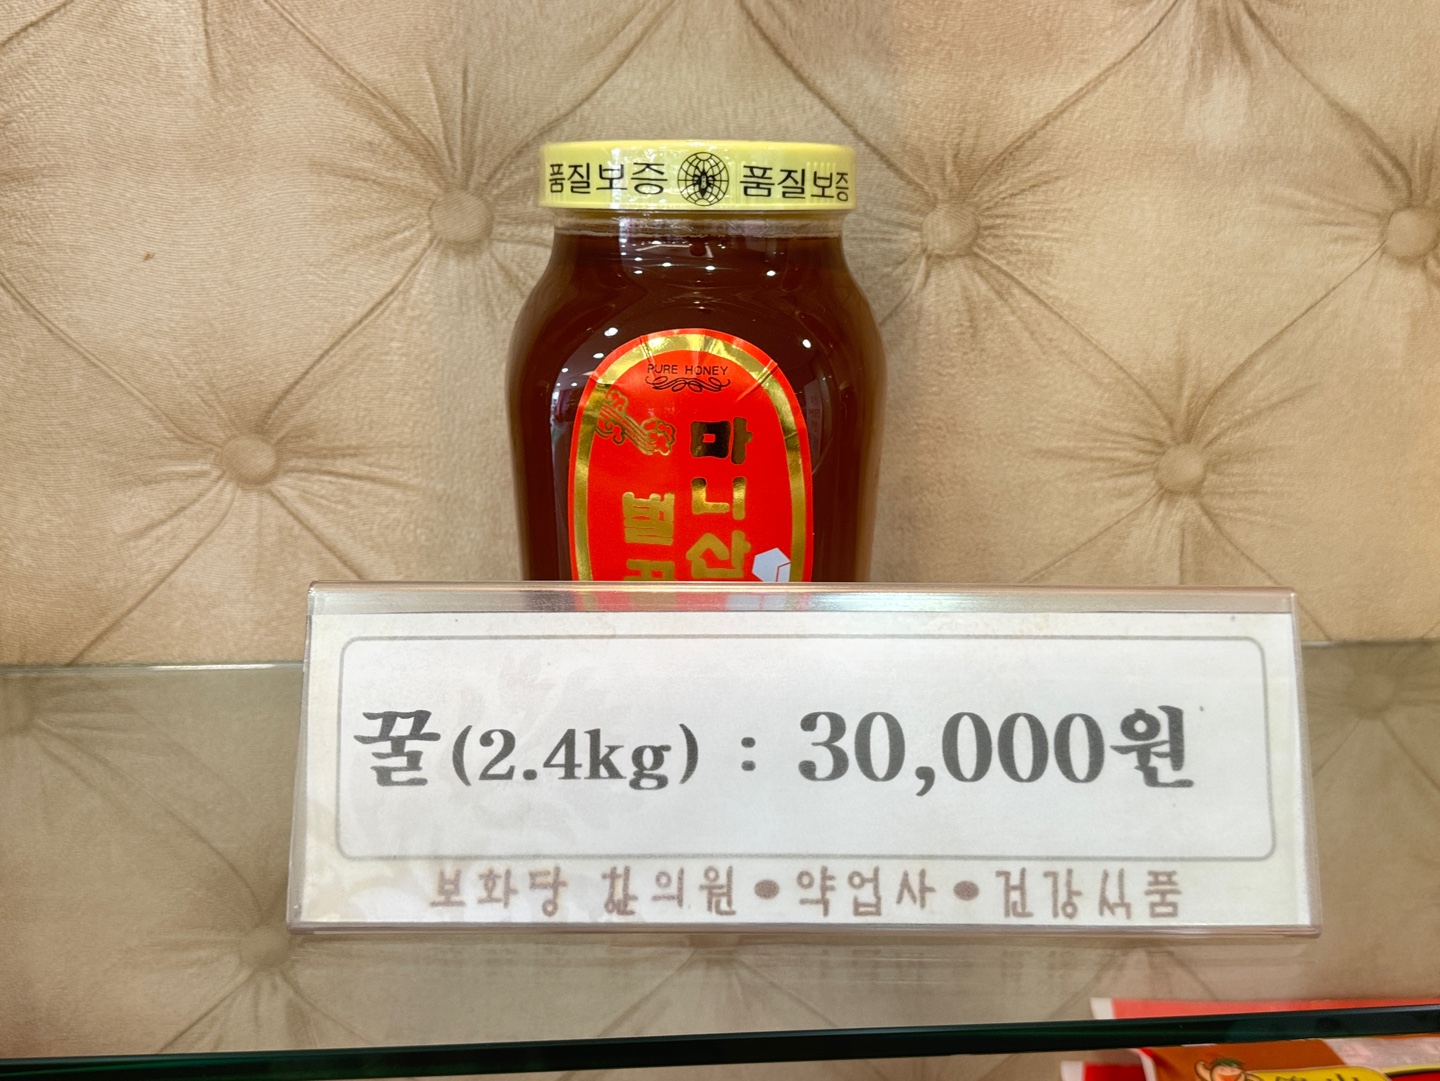 품질보증 품질보증
PURE HONEY
마니산
벌
꿀(2.4kg) : 30,000원
보화당 한의원 ● 약업사 ● 건강식품